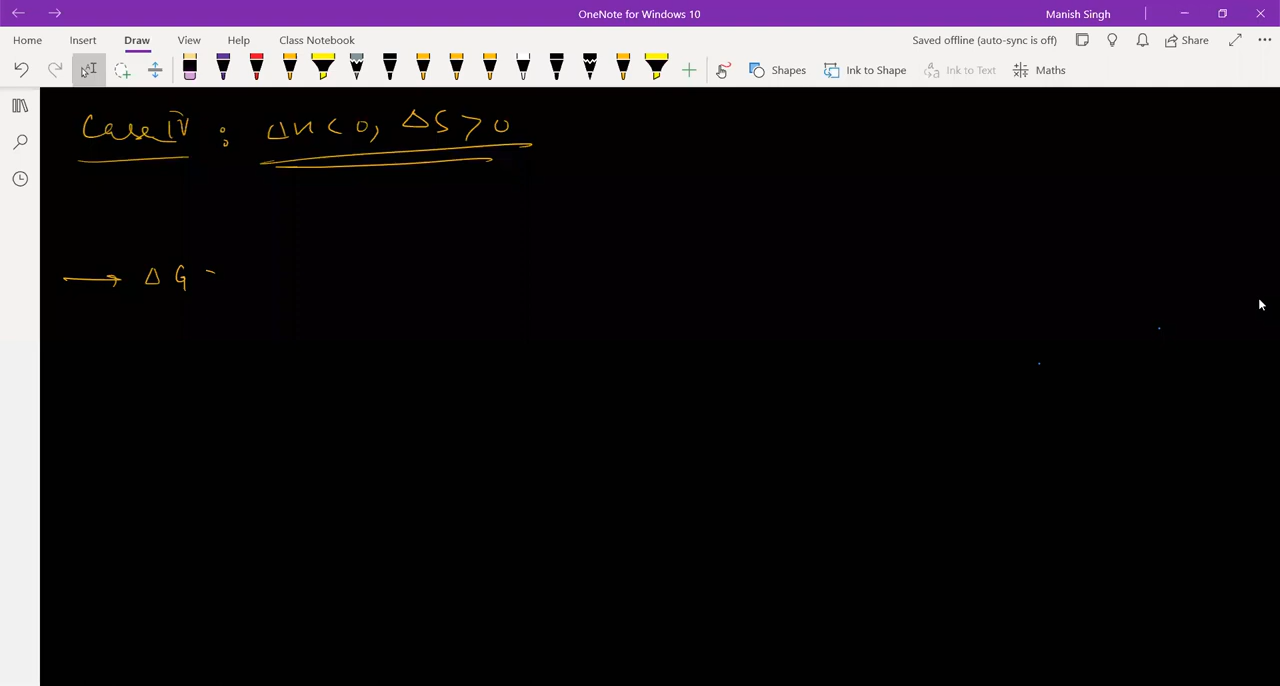 OneNote for Windows 10
Manish Singh
Home Insert Draw View Help Class Notebook
Saved offline (auto-sync is off) Share
Shapes Ink to Shape Ink to Text Maths
Case IV : ΔH < 0, ΔS > 0
→ Δ G -